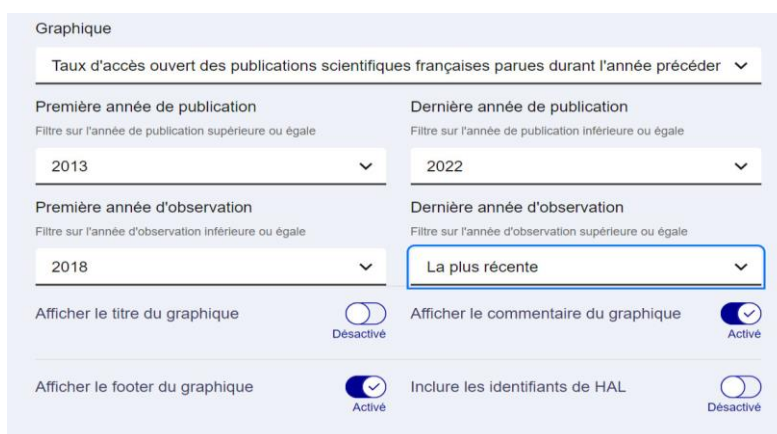 Graphique
Taux d'accès ouvert des publications scientifiques françaises parues durant l'année précéder
Première année de publication
Dernière année de publication
Filtre sur l'année de publication supérieure ou égale
Filtre sur l'année de publication inférieure ou égale
2013
2022
Première année d'observation
Dernière année d'observation
Filtre sur l'année d'observation inférieure ou égale
Filtre sur l'année d'observation supérieure ou égale
2018
La plus récente
Afficher le titre du graphique
Désactivé
Afficher le commentaire du graphique
Activé
Afficher le footer du graphique
Activé
Inclure les identifiants de HAL
Désactivé